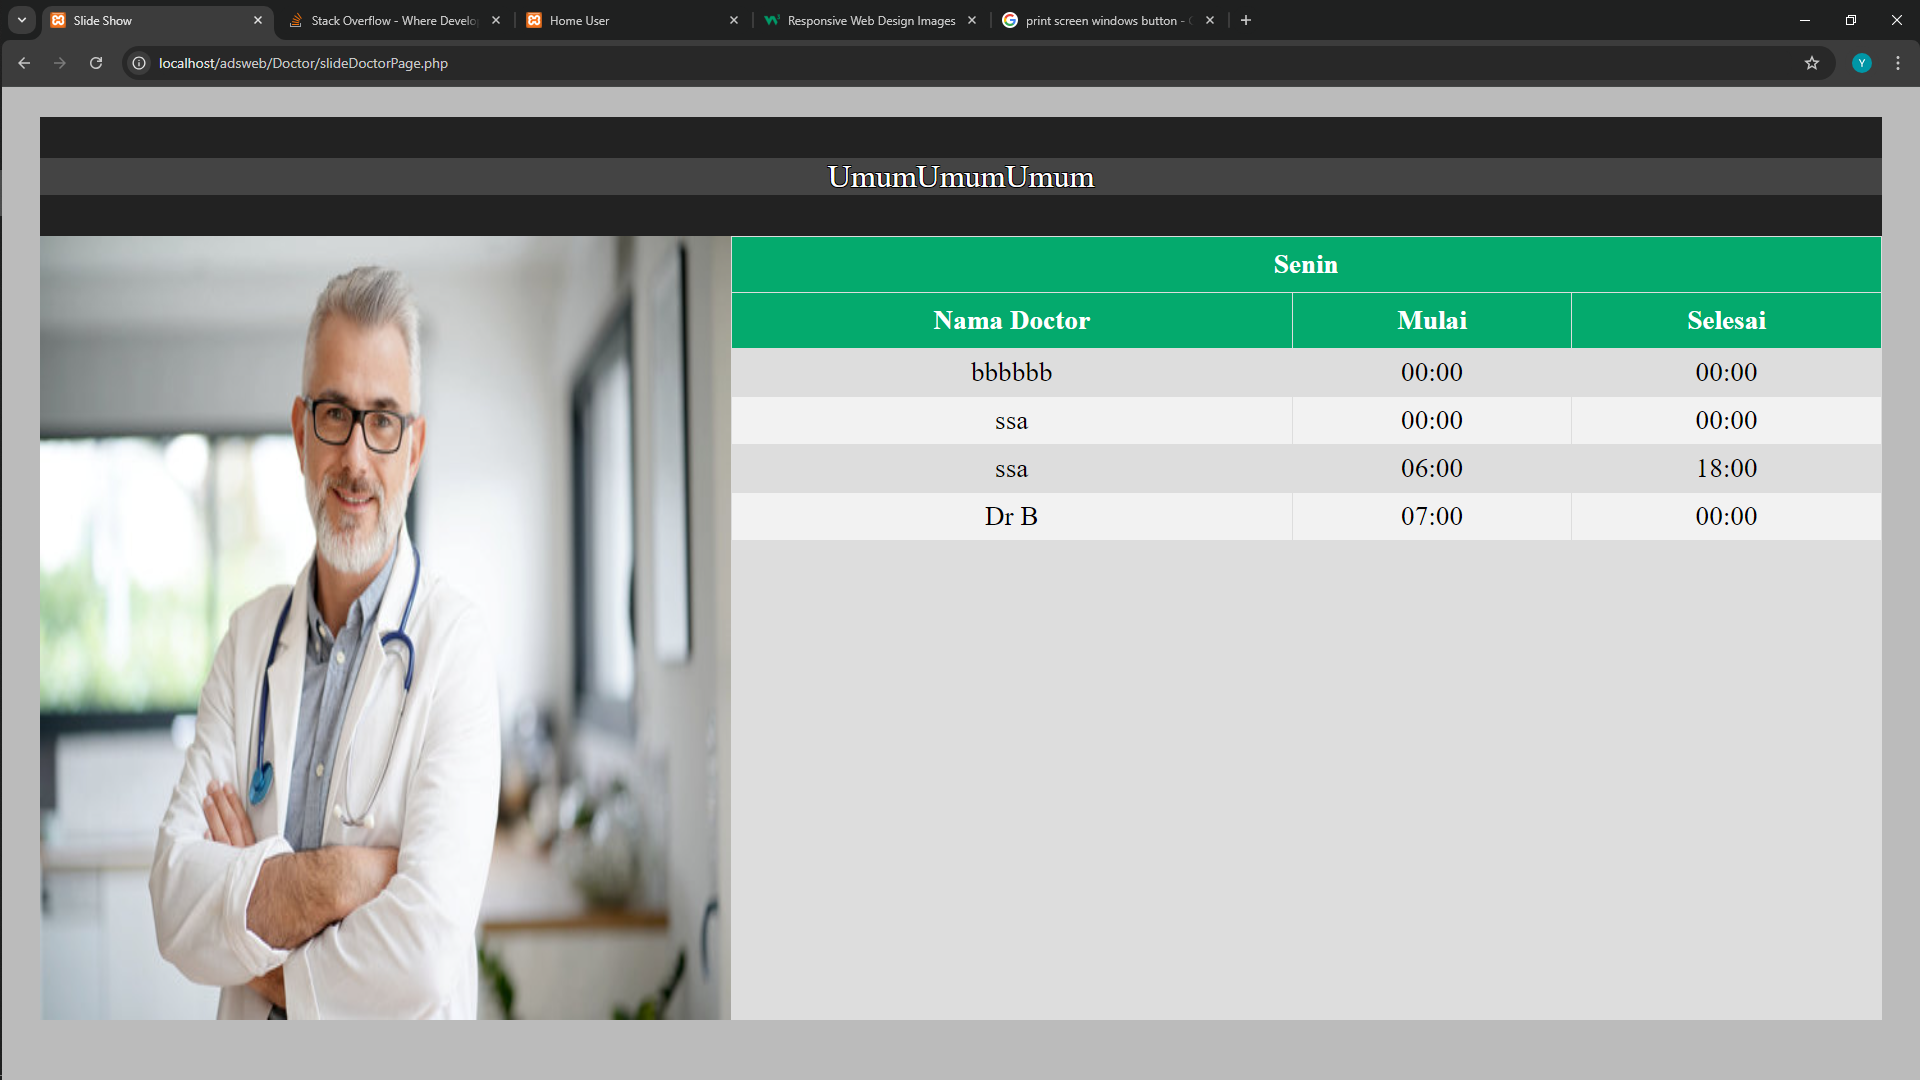 Slide Show
Stack Overflow - Where Develo
Home User
Responsive Web Design Images
print screen windows button -
localhost/adsweb/Doctor/slideDoctorPage.php
Y
UmumUmumUmum
Senin
Nama Doctor Mulai Selesai
bbbbbb 00:00 00:00
ssa 00:00 00:00
ssa 06:00 18:00
Dr B 07:00 00:00